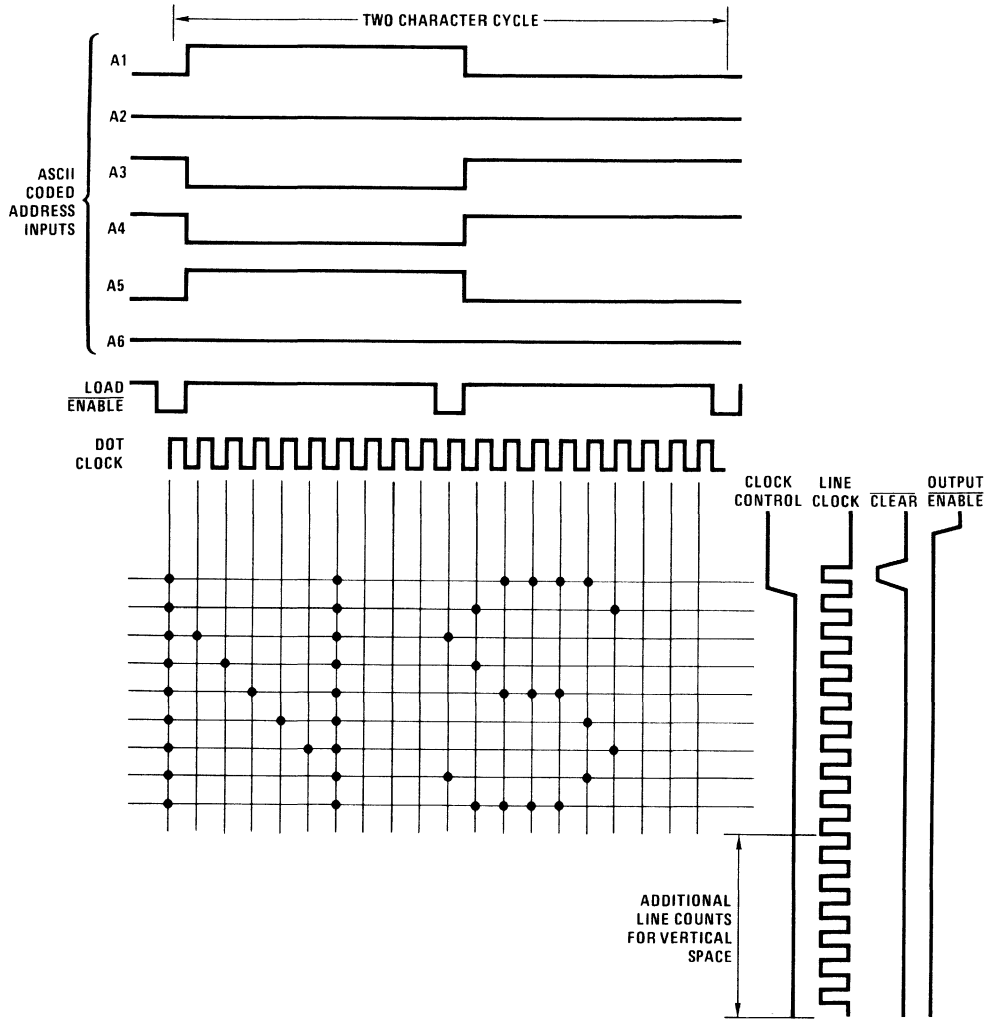 TWO CHARACTER CYCLE
A1
A2
A3
A4
A5
A6
ASCII
CODED
ADDRESS
INPUTS
LOAD
ENABLE
DOT
CLOCK
CLOCK
CONTROL
LINE
CLOCK
CLEAR
OUTPUT
ENABLE
ADDITIONAL
LINE COUNTS
FOR VERTICAL
SPACE